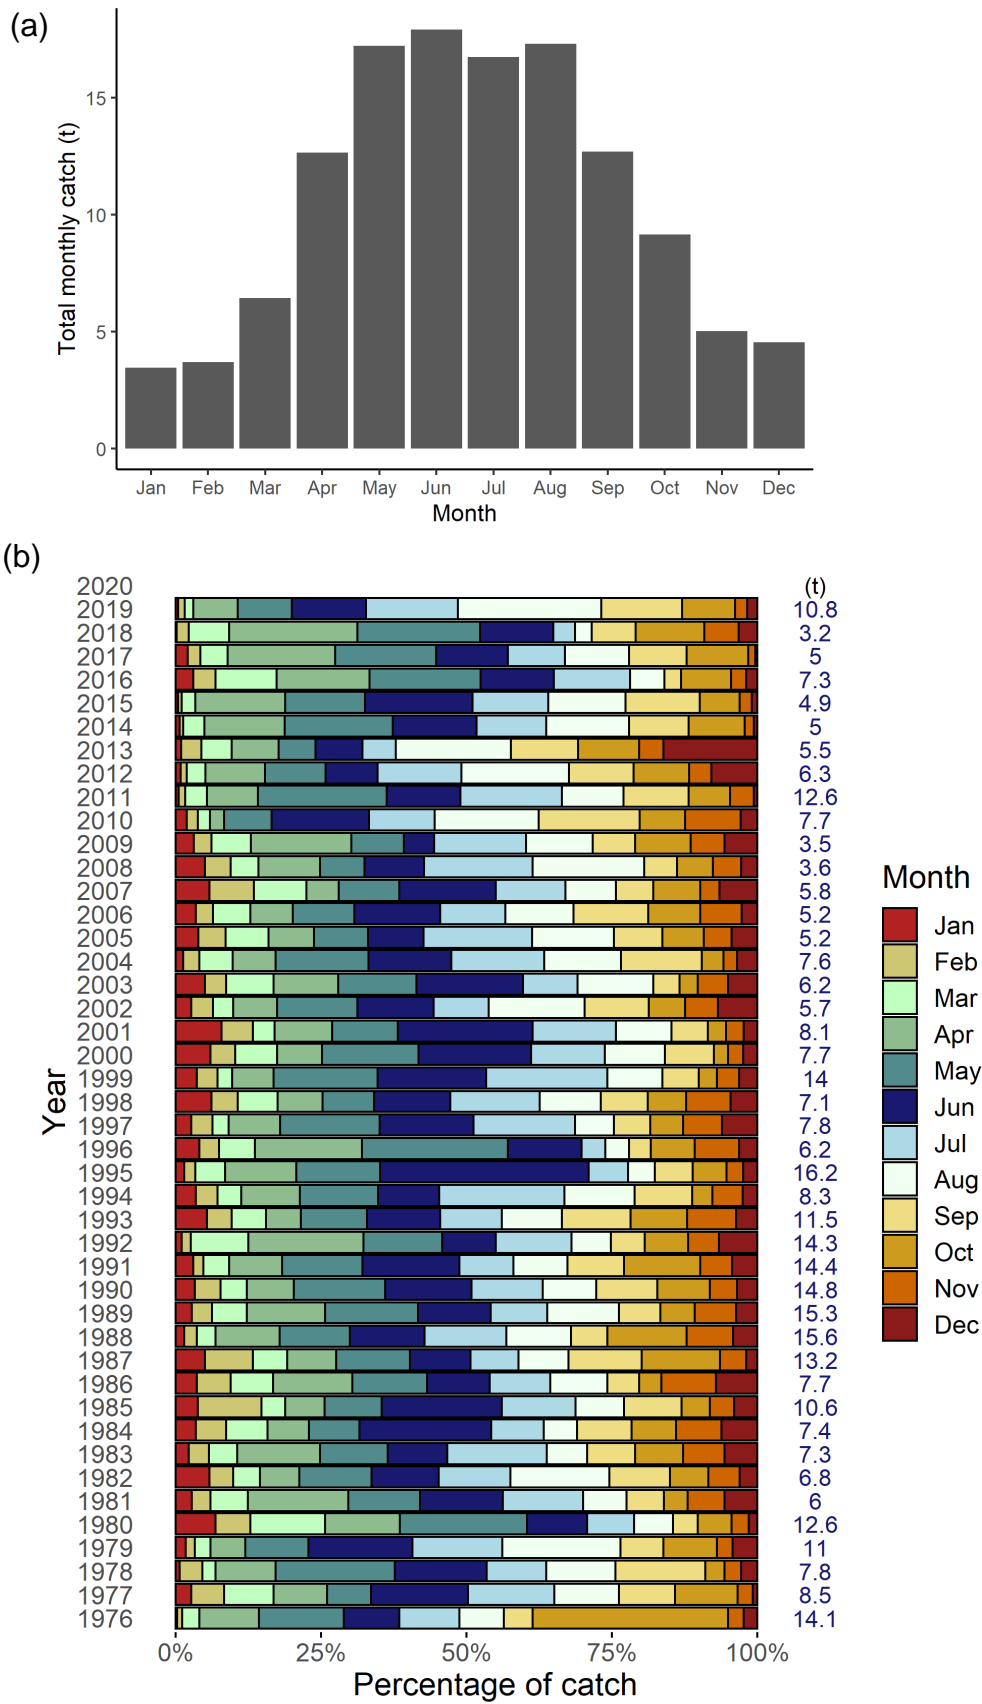 (a)
Total monthly catch (t)
15
10
5
0
Jan Feb Mar Apr May Jun Jul Aug Sep Oct Nov Dec
Month
(b)
2020 (t)
2019 10.8
2018 3.2
2017 5
2016 7.3
2015 4.9
2014 5
2013 5.5
2012 6.3
2011 12.6
2010 7.7
2009 3.5
2008 3.6
2007 5.8
2006 5.2
2005 5.2
2004 7.6
2003 6.2
2002 5.7
2001 8.1
2000 7.7
1999 14
1998 7.1
1997 7.8
1996 6.2
1995 16.2
1994 8.3
1993 11.5
1992 14.3
1991 14.4
1990 14.8
1989 15.3
1988 15.6
1987 13.2
1986 7.7
1985 10.6
1984 7.4
1983 7.3
1982 6.8
1981 6
1980 12.6
1979 11
1978 7.8
1977 8.5
1976 14.1
Year
0% 25% 50% 75% 100%
Percentage of catch
Month
Jan
Feb
Mar
Apr
May
Jun
Jul
Aug
Sep
Oct
Nov
Dec